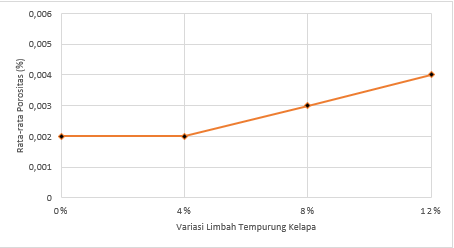 0,006
0,005
0,004
0,003
0,002
0,001
0
Rata-rata Porositas (%)
0% 4% 8% 12%
Variasi Limbah Tempurung Kelapa